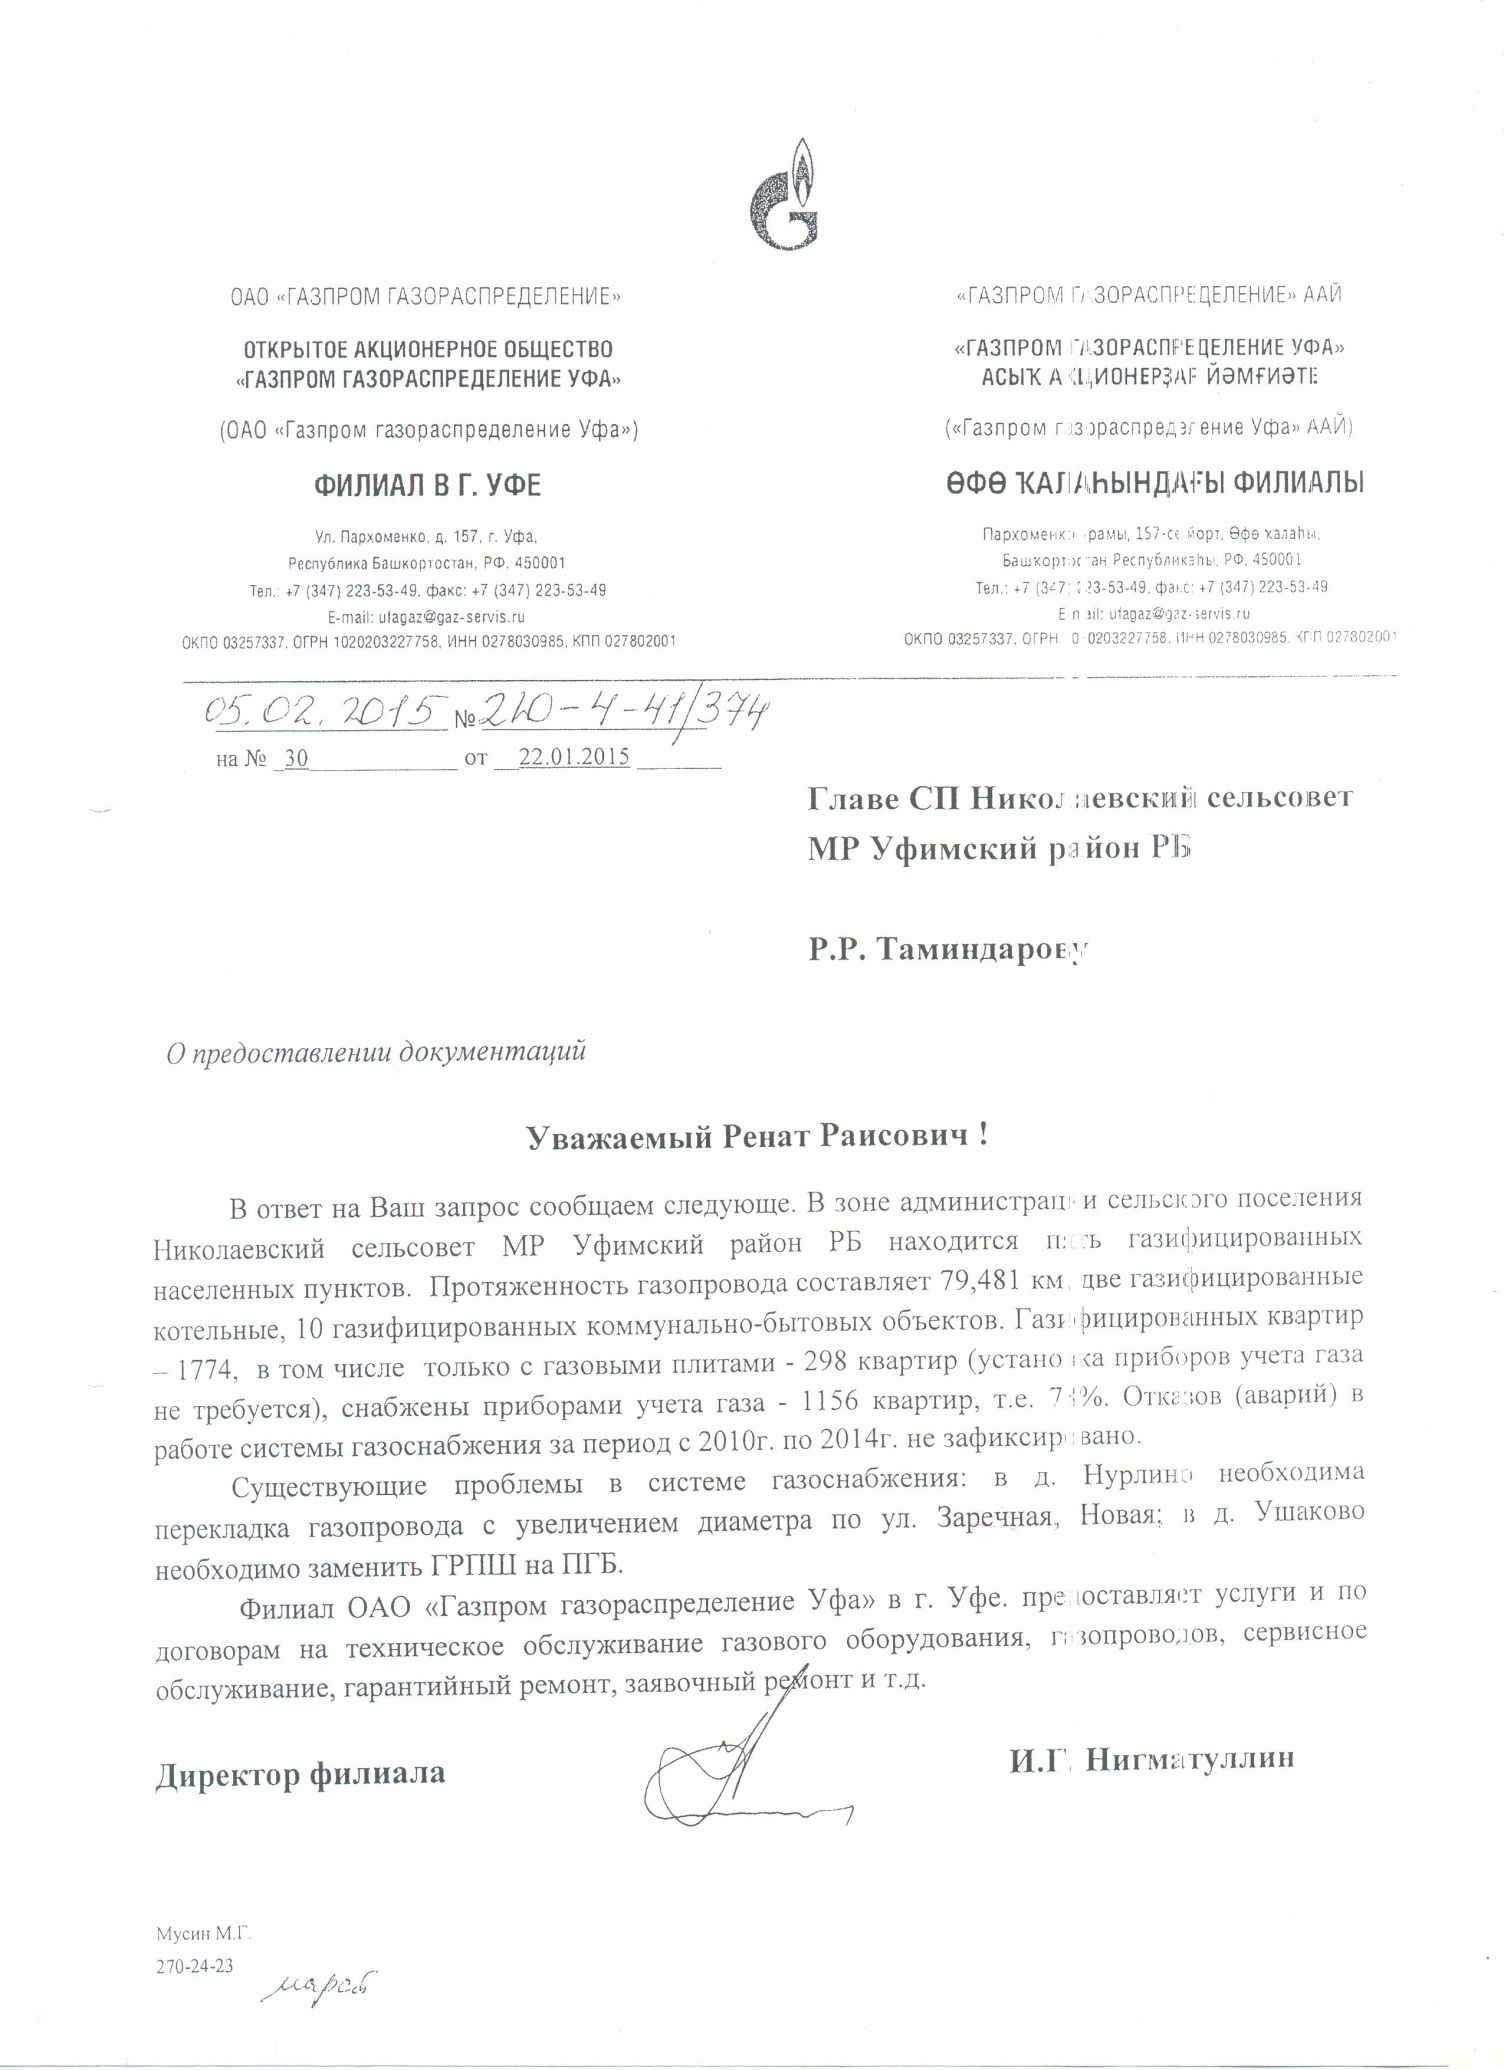 ОАО «ГАЗПРОМ ГАЗОРАСПРЕДЕЛЕНИЕ»
ОТКРЫТОЕ АКЦИОНЕРНОЕ ОБЩЕСТВО
«ГАЗПРОМ ГАЗОРАСПРЕДЕЛЕНИЕ УФА»
(ОАО «Газпром газораспределение Уфа»)
ФИЛИАЛ В Г. УФЕ
Ул. Пархоменко, д. 157, г. Уфа,
Республика Башкортостан, РФ, 450001
Тел.: +7 (347) 223-53-49, факс: +7 (347) 223-53-49
E-mail: ufagaz@gaz-servis.ru
ОКПО 03257337, ОГРН 1020203227758, ИНН 0278030985, КПП 027802001
«ГАЗПРОМ ГАЗОРАСПРЕДЕЛЕНИЕ» ААЙ
«ГАЗПРОМ ГАЗОРАСПРЕДЕЛЕНИЕ УФА»
АСЫҠ АКЦИОНЕРҘАР ЙӘМҒИӘТЕ
(«Газпром газораспределение Уфа» ААЙ)
ӨФӨ ҠАЛАҺЫНДАҒЫ ФИЛИАЛЫ
Пархоменко урамы, 157-се йорт, Өфө ҡалаһы,
Башкортостан Республикаһы, РФ, 450001
Тел.: +7 (347) 223-53-49, факс: +7 (347) 223-53-49
E-mail: ufagaz@gaz-servis.ru
ОКПО 03257337, ОГРН 1020203227758, ИНН 0278030985, КПП 027802001
05.02.2015 № 210-4-41/374
на № 30 от 22.01.2015
Главе СП Николаевский сельсовет
МР Уфимский район РБ
Р.Р. Таминдарову
О предоставлении документаций
Уважаемый Ренат Раисович !
В ответ на Ваш запрос сообщаем следующе. В зоне администрации сельского поселения
Николаевский сельсовет МР Уфимский район РБ находится пять газифицированных
населенных пунктов. Протяженность газопровода составляет 79,481 км, две газифицированные
котельные, 10 газифицированных коммунально-бытовых объектов. Газифицированных квартир
– 1774, в том числе только с газовыми плитами - 298 квартир (установка приборов учета газа
не требуется), снабжены приборами учета газа - 1156 квартир, т.е. Отказов (аварий) в
работе системы газоснабжения за период с 2010г. по 2014г. не зафиксировано.
Существующие проблемы в системе газоснабжения: в д. Нурлино необходима
перекладка газопровода с увеличением диаметра по ул. Заречная, Новая; в д. Ушаково
необходимо заменить ГРПШ на ПГБ.
Филиал ОАО «Газпром газораспределение Уфа» в г. Уфе. предоставляет услуги и по
договорам на техническое обслуживание газового оборудования, газопроводов, сервисное
обслуживание, гарантийный ремонт, заявочный ремонт и т.д.
Директор филиала И.Г. Нигматуллин
Мусин М.Г.
270-24-23